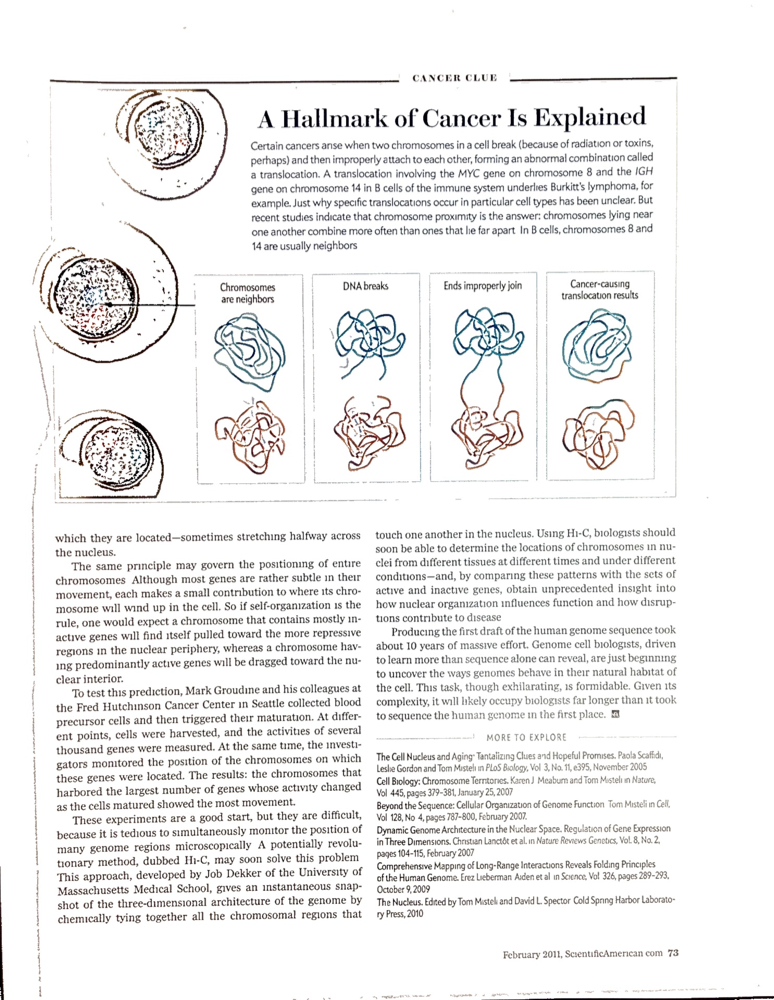 CANCER CLUE
A Hallmark of Cancer Is Explained
Certain cancers arise when two chromosomes in a cell break (because of radiation or toxins,
perhaps) and then improperly attach to each other, forming an abnormal combination called
a translocation. A translocation involving the MYC gene on chromosome 8 and the IGH
gene on chromosome 14 in B cells of the immune system underlies Burkitt's lymphoma, for
example. Just why specific translocations occur in particular cell types has been unclear. But
recent studies indicate that chromosome proximity is the answer: chromosomes lying near
one another combine more often than ones that lie far apart In B cells, chromosomes 8 and
14 are usually neighbors
Chromosomes
are neighbors
DNA breaks
Ends improperly join
Cancer-causing
translocation results
which they are located—sometimes stretching halfway across
the nucleus.
The same principle may govern the positioning of entire
chromosomes Although most genes are rather subtle in their
movement, each makes a small contribution to where its chro-
mosome will wind up in the cell. So if self-organization is the
rule, one would expect a chromosome that contains mostly in-
active genes will find itself pulled toward the more repressive
regions in the nuclear periphery, whereas a chromosome hav-
ing predominantly active genes will be dragged toward the nu-
clear interior.
To test this prediction, Mark Groudine and his colleagues at
the Fred Hutchinson Cancer Center in Seattle collected blood
precursor cells and then triggered their maturation. At differ-
ent points, cells were harvested, and the activities of several
thousand genes were measured. At the same time, the investi-
gators monitored the position of the chromosomes on which
these genes were located. The results: the chromosomes that
harbored the largest number of genes whose activity changed
as the cells matured showed the most movement.
These experiments are a good start, but they are difficult,
because it is tedious to simultaneously monitor the position of
many genome regions microscopically A potentially revolu-
tionary method, dubbed Hi-C, may soon solve this problem
This approach, developed by Job Dekker of the University of
Massachusetts Medical School, gives an instantaneous snap-
shot of the three-dimensional architecture of the genome by
chemically tying together all the chromosomal regions that
touch one another in the nucleus. Using Hi-C, biologists should
soon be able to determine the locations of chromosomes in nu-
clei from different tissues at different times and under different
conditions—and, by comparing these patterns with the sets of
active and inactive genes, obtain unprecedented insight into
how nuclear organization influences function and how disrup-
tions contribute to disease
Producing the first draft of the human genome sequence took
about 10 years of massive effort. Genome cell biologists, driven
to learn more than sequence alone can reveal, are just beginning
to uncover the ways genomes behave in their natural habitat of
the cell. This task, though exhilarating, is formidable. Given its
complexity, it will likely occupy biologists far longer than it took
to sequence the human genome in the first place.
MORE TO EXPLORE
The Cell Nucleus and Aging: Tantalizing Clues and Hopeful Promises. Paola Scaffidi,
Leslie Gordon and Tom Misteli in PLoS Biology, Vol 3, No. 11, e395, November 2005
Cell Biology: Chromosome Territories. Karen J Meaburn and Tom Misteli in Nature,
Vol 445, pages 379–381, January 25, 2007
Beyond the Sequence: Cellular Organization of Genome Function Tom Misteli in Cell,
Vol 128, No 4, pages 787–800, February 2007.
Dynamic Genome Architecture in the Nuclear Space. Regulation of Gene Expression
in Three Dimensions. Christian Lanctôt et al. in Nature Reviews Genetics, Vol. 8, No. 2,
pages 104–115, February 2007
Comprehensive Mapping of Long-Range Interactions Reveals Folding Principles
of the Human Genome. Erez Lieberman Aiden et al in Science, Vol 326, pages 289–293,
October 9, 2009
The Nucleus. Edited by Tom Misteli and David L. Spector Cold Spring Harbor Laborato-
ry Press, 2010
February 2011, ScientificAmerican com 73